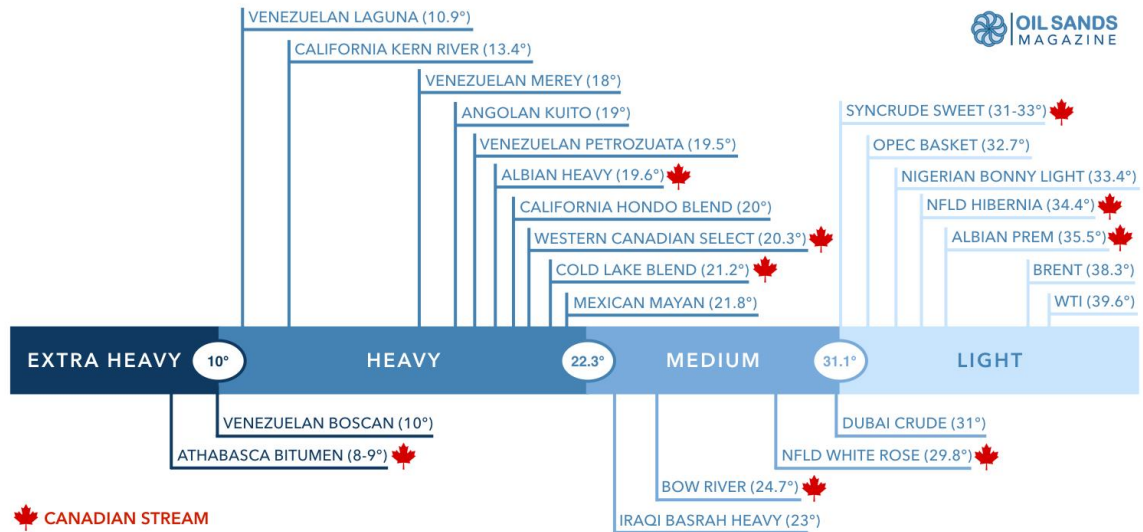 VENEZUELAN LAGUNA (10.9°)
OIL SANDS
MAGAZINE
CALIFORNIA KERN RIVER (13.4°)
VENEZUELAN MEREY (18°)
ANGOLAN KUITO (19°)
SYNCRUDE SWEET (31-33°)
VENEZUELAN PETROZUATA (19.5°)
OPEC BASKET (32.7°)
ALBIAN HEAVY (19.6°)
NIGERIAN BONNY LIGHT (33.4°)
CALIFORNIA HONDO BLEND (20°)
NFLD HIBERNIA (34.4°)
WESTERN CANADIAN SELECT (20.3°)
ALBIAN PREM (35.5°)
COLD LAKE BLEND (21.2°)
BRENT (38.3°)
MEXICAN MAYAN (21.8°)
WTI (39.6°)
EXTRA HEAVY
10°
HEAVY
22.3°
MEDIUM
31.1°
LIGHT
VENEZUELAN BOSCAN (10°)
DUBAI CRUDE (31°)
ATHABASCA BITUMEN (8-9°)
NFLD WHITE ROSE (29.8°)
BOW RIVER (24.7°)
CANADIAN STREAM
IRAQI BASRAH HEAVY (23°)